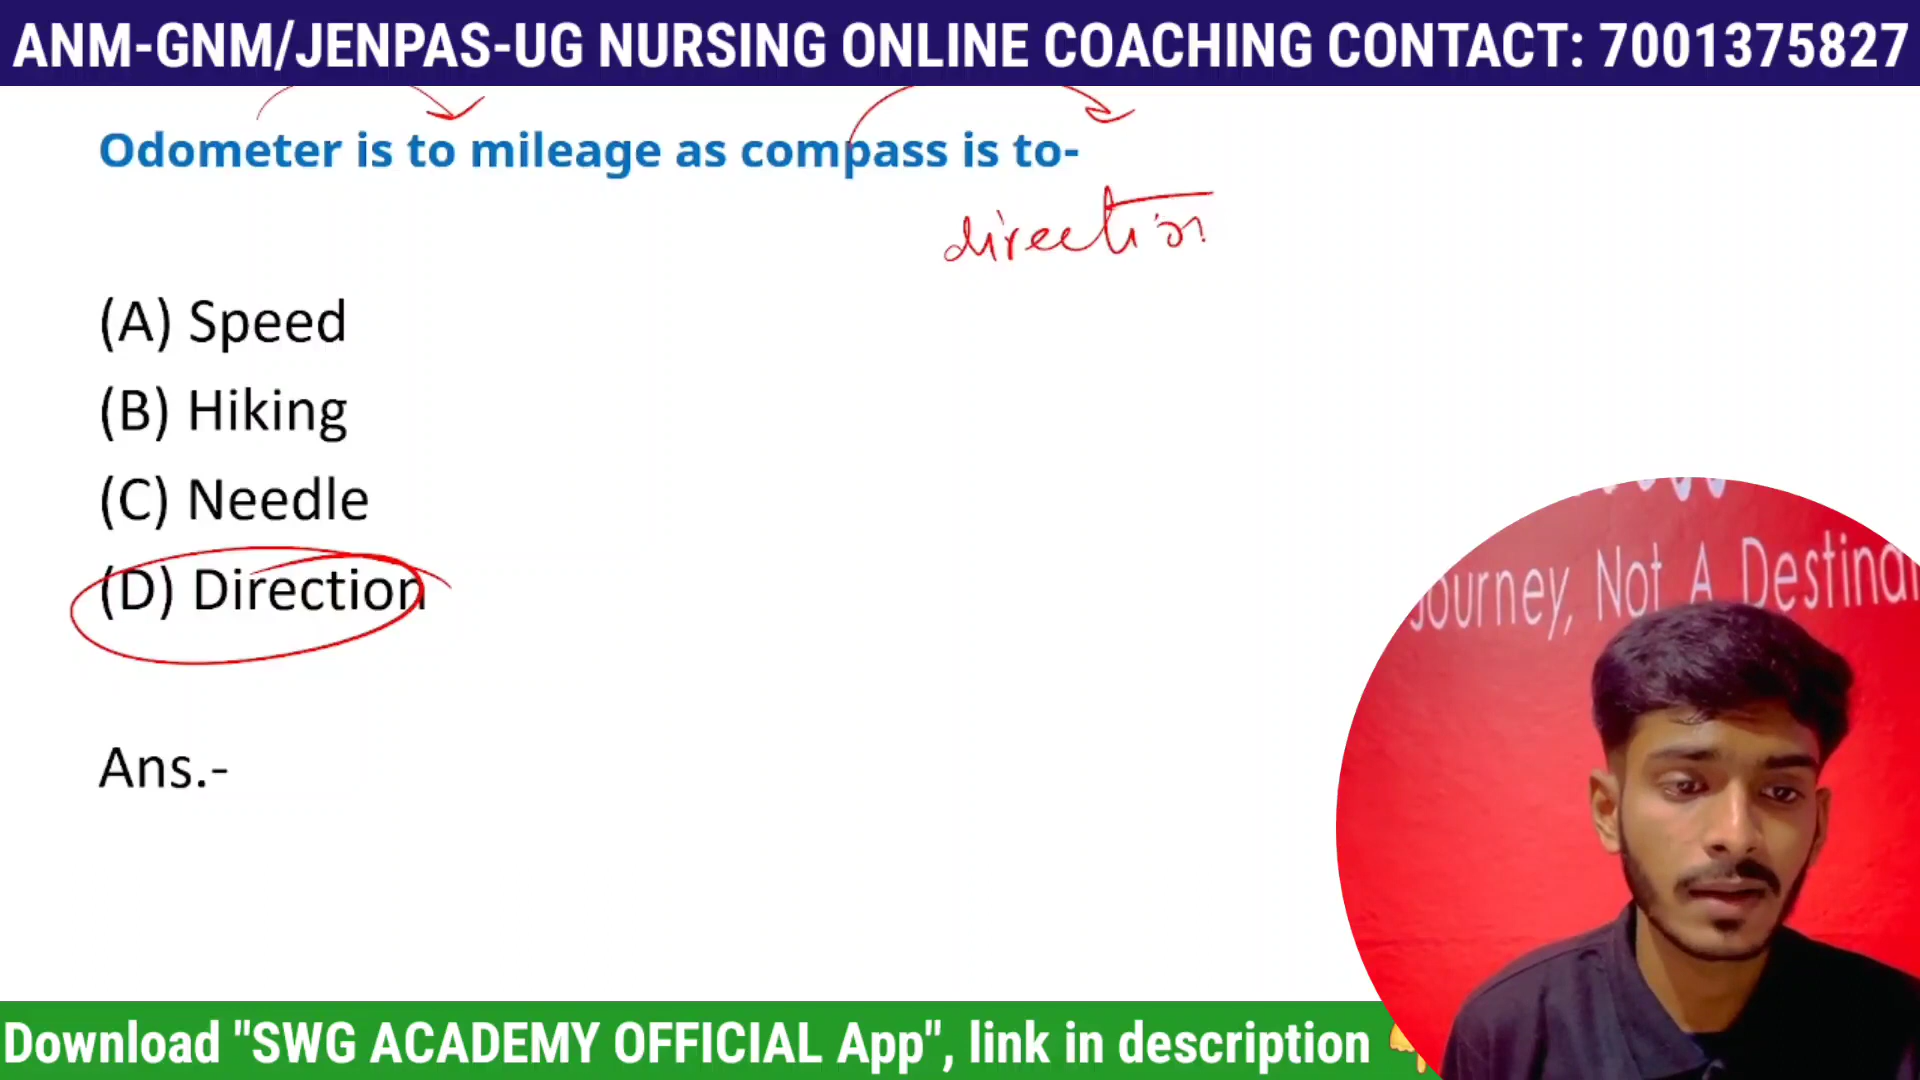 ANM-GNM/JENPAS-UG NURSING ONLINE COACHING CONTACT: 7001375827
Odometer is to mileage as compass is to-
direction
(A) Speed
(B) Hiking
(C) Needle
(D) Direction
Journey, Not A Destinat
Ans.-
Download "SWG ACADEMY OFFICIAL App", link in description